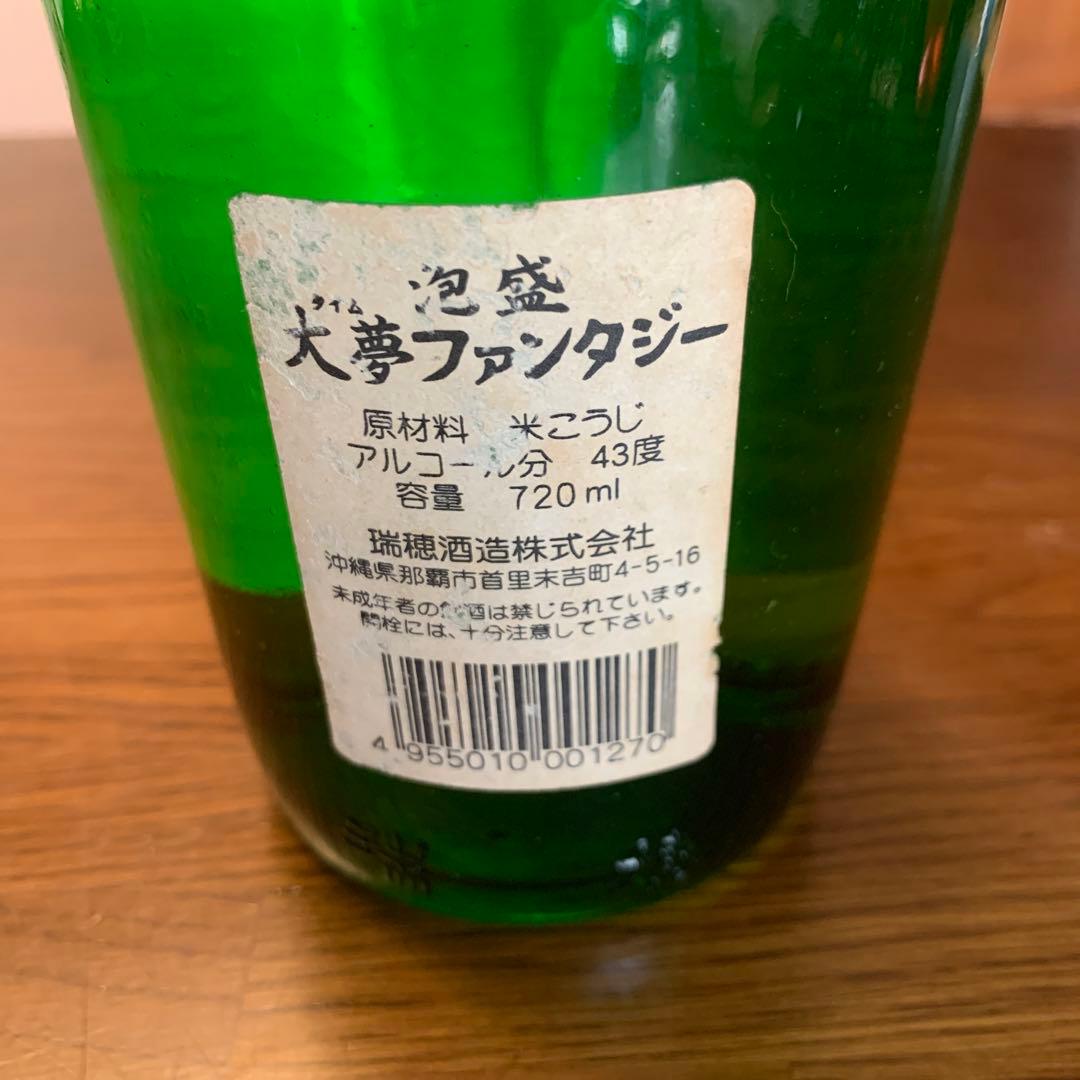 泡盛
タイム
大夢ファンタジー
原材料 米こうじ
アルコール分 43度
容量 720ml
瑞穂酒造株式会社
沖縄県那覇市首里末吉町4-5-16
未成年者の飲酒は禁じられています。
開栓には、十分注意して下さい。
4 955010 001270